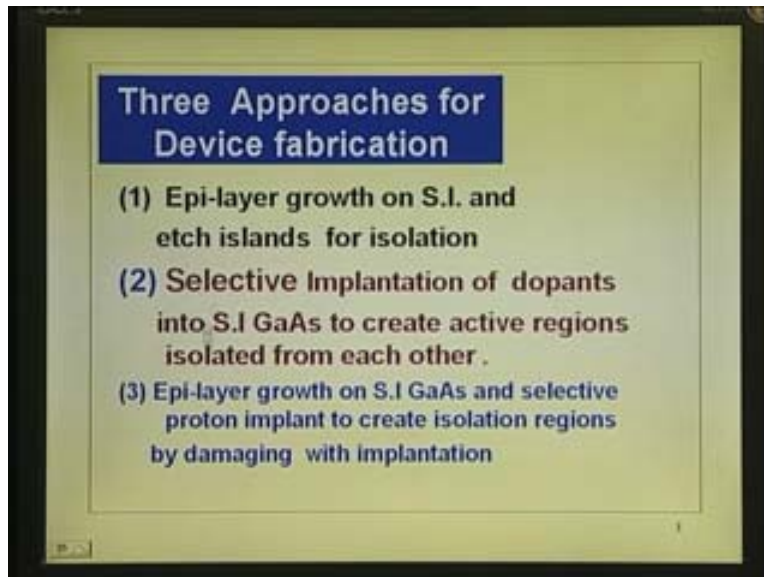 Three Approaches for
Device fabrication
(1) Epi-layer growth on S.I. and
etch islands for isolation
(2) Selective Implantation of dopants
into S.I GaAs to create active regions
isolated from each other.
(3) Epi-layer growth on S.I GaAs and selective
proton implant to create isolation regions
by damaging with implantation
1